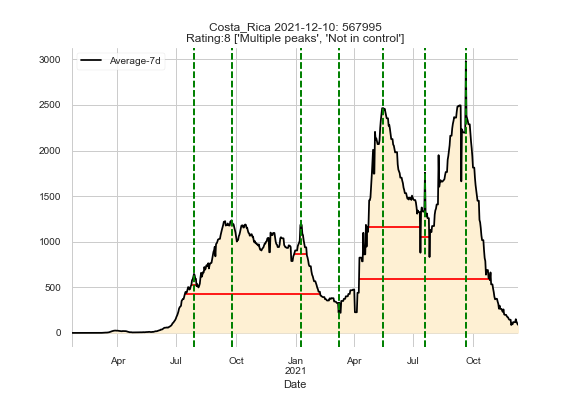 Costa_Rica 2021-12-10: 567995
Rating:8 ['Multiple peaks', 'Not in control']
Average-7d
3000
2500
2000
1500
1000
500
0
Apr Jul Oct Jan Apr Jul Oct
2021
Date